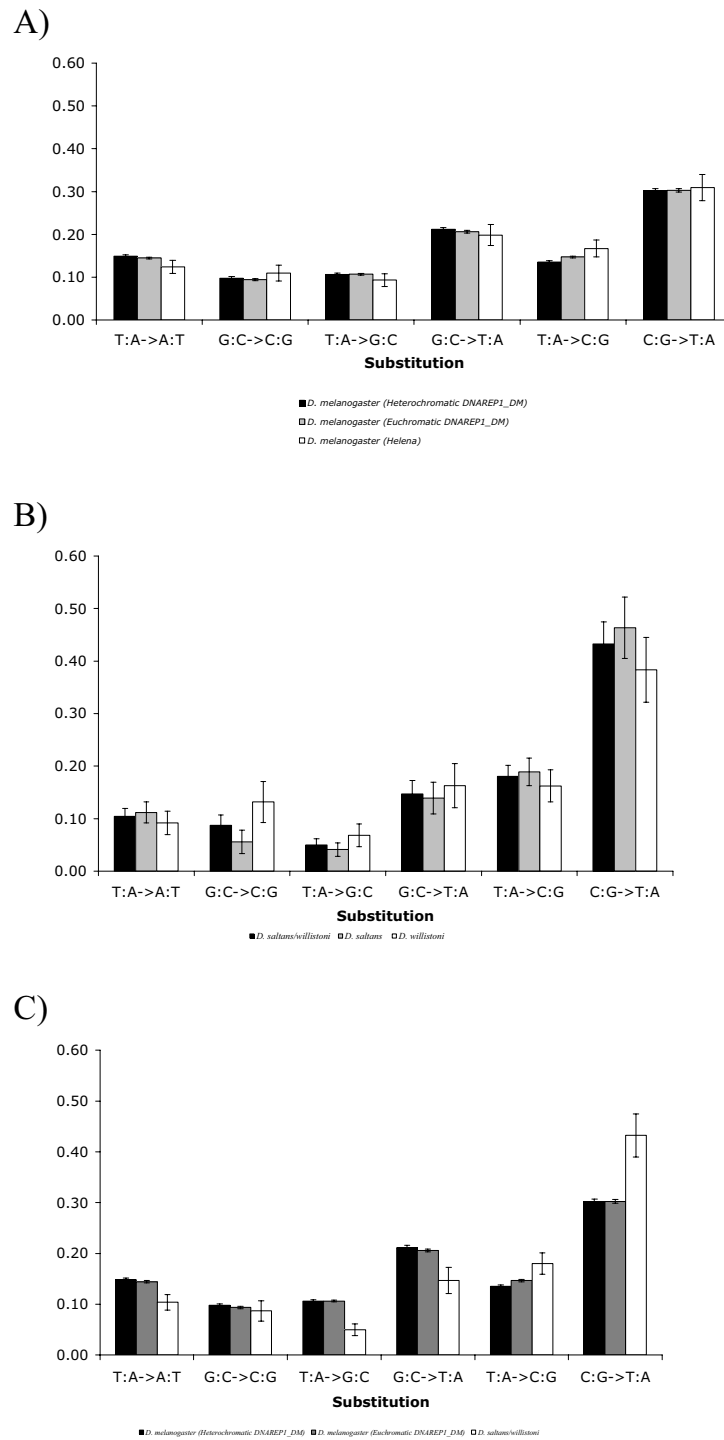 A)
0.60
0.50
0.40
0.30
0.20
0.10
0.00
T:A->A:T G:C->C:G T:A->G:C G:C->T:A T:A->C:G C:G->T:A
Substitution
D. melanogaster (Heterochromatic DNAREP1_DM)
D. melanogaster (Euchromatic DNAREP1_DM)
D. melanogaster (Helena)
B)
0.60
0.50
0.40
0.30
0.20
0.10
0.00
T:A->A:T G:C->C:G T:A->G:C G:C->T:A T:A->C:G C:G->T:A
Substitution
D. saltans/willistoni D. saltans D. willistoni
C)
0.60
0.50
0.40
0.30
0.20
0.10
0.00
T:A->A:T G:C->C:G T:A->G:C G:C->T:A T:A->C:G C:G->T:A
Substitution
D. melanogaster (Heterochromatic DNAREP1_DM) D. melanogaster (Euchromatic DNAREP1_DM) D. saltans/willistoni